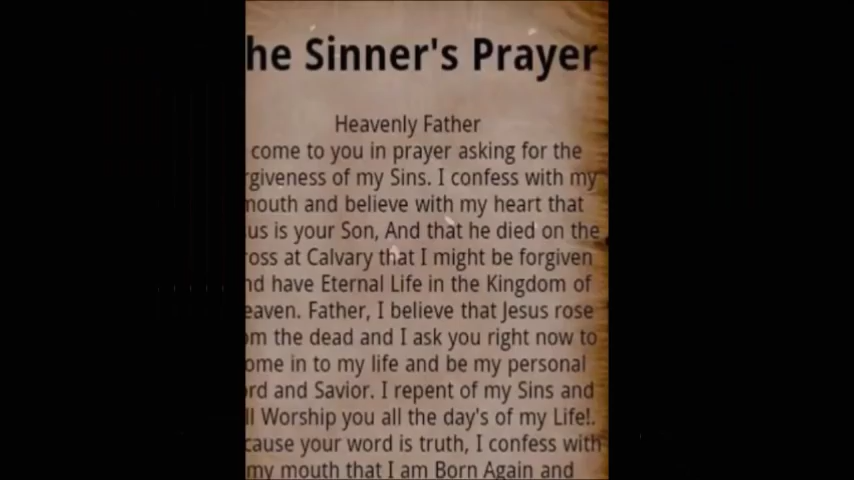 he Sinner's Prayer
Heavenly Father
come to you in prayer asking for the
rgiveness of my Sins. I confess with my
mouth and believe with my heart that
us is your Son, And that he died on the
oss at Calvary that I might be forgiven
nd have Eternal Life in the Kingdom of
eaven. Father, I believe that Jesus rose
om the dead and I ask you right now to
ome in to my life and be my personal
rd and Savior. I repent of my Sins and
ll Worship you all the day's of my Life!.
cause your word is truth, I confess with
my mouth that I am Born Again and